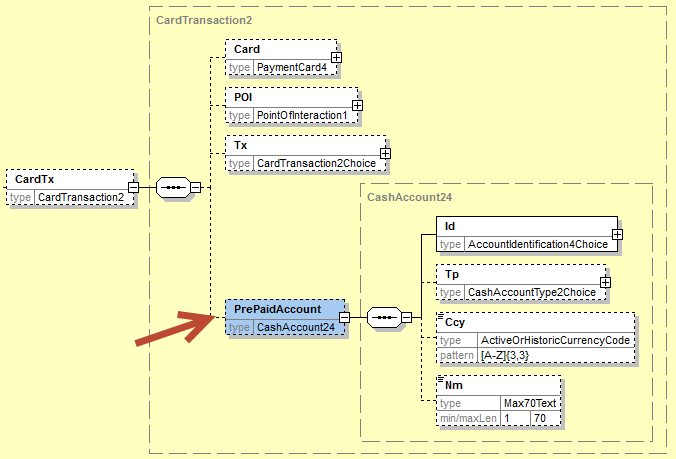 CardTransaction2
Card
type PaymentCard4
POI
type PointOfInteraction1
Tx
type CardTransaction2Choice
CardTx
type CardTransaction2
CashAccount24
Id
type AccountIdentification4Choice
Tp
type CashAccountType2Choice
PrePaidAccount
type CashAccount24
Ccy
type ActiveOrHistoricCurrencyCode
pattern [A-Z]{3,3}
Nm
type Max70Text
min/maxLen 1 70